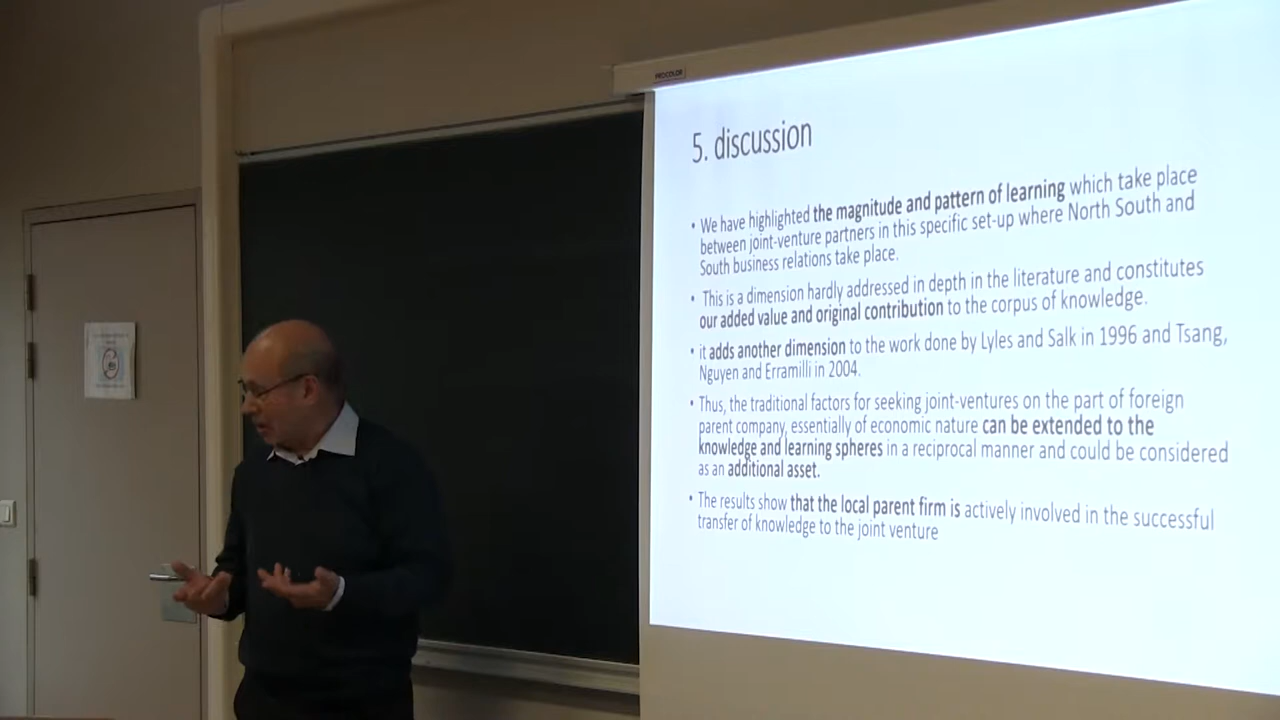 PROCOLOR
5. discussion
• We have highlighted the magnitude and pattern of learning which take place
between joint-venture partners in this specific set-up where North South and
South business relations take place.
• This is a dimension hardly addressed in depth in the literature and constitutes
our added value and original contribution to the corpus of knowledge.
• it adds another dimension to the work done by Lyles and Salk in 1996 and Tsang,
Nguyen and Erramilli in 2004.
• Thus, the traditional factors for seeking joint-ventures on the part of foreign
parent company, essentially of economic nature can be extended to the
knowledge and learning spheres in a reciprocal manner and could be considered
as an additional asset.
• The results show that the local parent firm is actively involved in the successful
transfer of knowledge to the joint venture